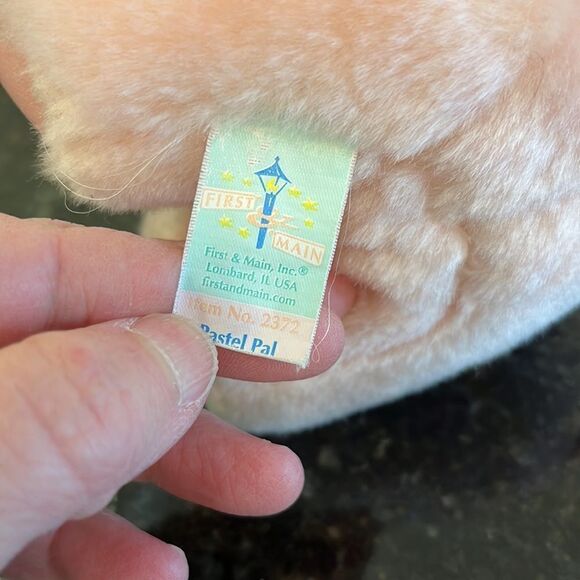 FIRST
&
MAIN
First & Main, Inc.®
Lombard, IL USA
firstandmain.com
Item No. 2372
Pastel Pal